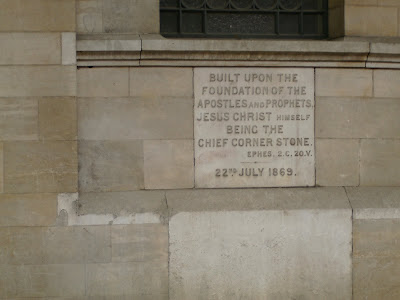 BUILT UPON THE
FOUNDATION OF THE
APOSTLES AND PROPHETS,
JESUS CHRIST HIMSELF
BEING THE
CHIEF CORNER STONE.
EPHES. 2.C. 20.V.
22ND JULY 1869.